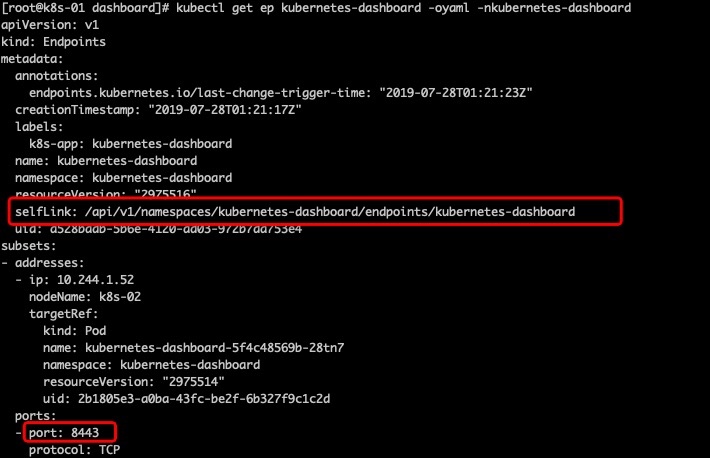 [root@k8s-01 dashboard]# kubectl get ep kubernetes-dashboard -oyaml -nkubernetes-dashboard
apiVersion: v1
kind: Endpoints
metadata:
  annotations:
    endpoints.kubernetes.io/last-change-trigger-time: "2019-07-28T01:21:23Z"
  creationTimestamp: "2019-07-28T01:21:17Z"
  labels:
    k8s-app: kubernetes-dashboard
  name: kubernetes-dashboard
  namespace: kubernetes-dashboard
  resourceVersion: "2975516"
  selfLink: /api/v1/namespaces/kubernetes-dashboard/endpoints/kubernetes-dashboard
  uid: a528baab-5b6e-4120-aa03-972b7aa753e4
subsets:
- addresses:
  - ip: 10.244.1.52
    nodeName: k8s-02
    targetRef:
      kind: Pod
      name: kubernetes-dashboard-5f4c48569b-28tn7
      namespace: kubernetes-dashboard
      resourceVersion: "2975514"
      uid: 2b1805e3-a0ba-43fc-be2f-6b327f9c1c2d
  ports:
  - port: 8443
    protocol: TCP